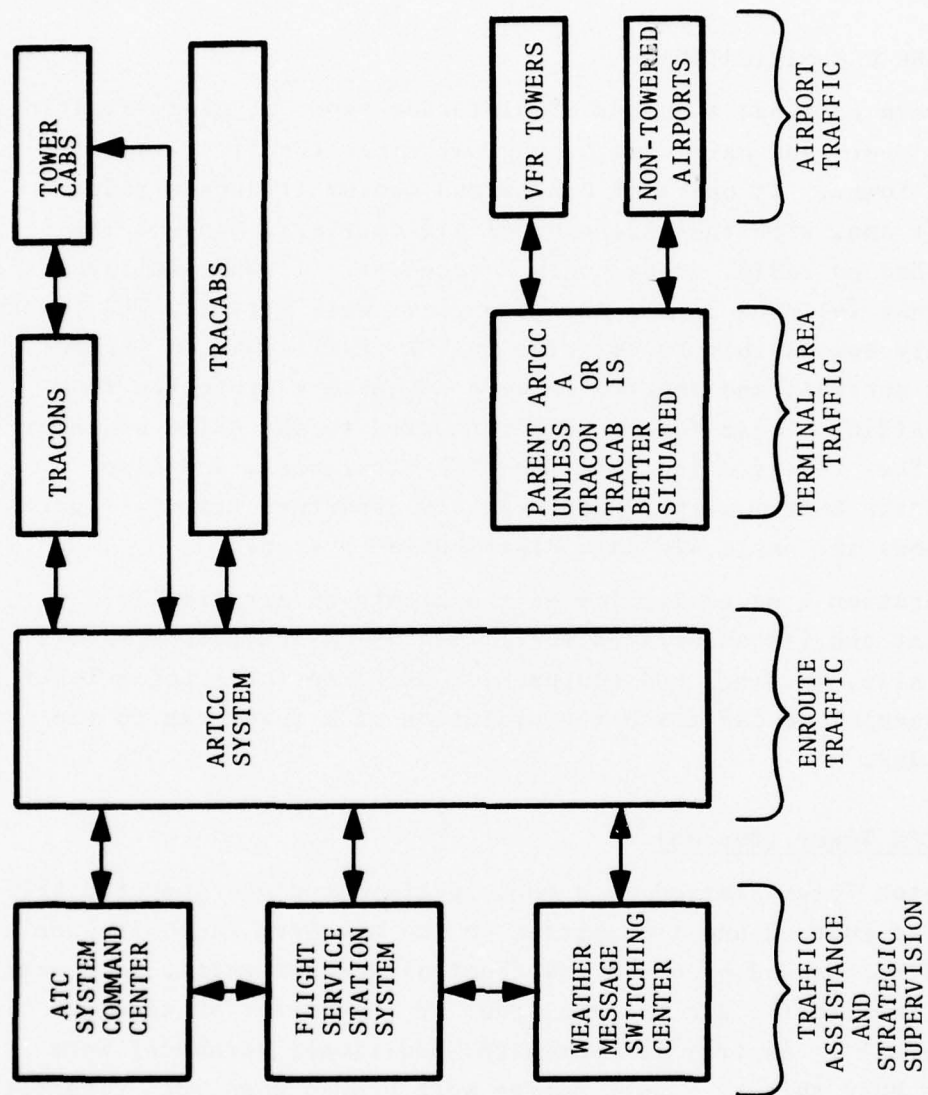 ATC
SYSTEM
COMMAND
CENTER
FLIGHT
SERVICE
STATION
SYSTEM
WEATHER
MESSAGE
SWITCHING
CENTER
ARTCC
SYSTEM
TRACONS
TOWER
CABS
TRACABS
PARENT ARTCC
UNLESS A
TRACON OR
TRACAB IS
BETTER
SITUATED
VFR TOWERS
NON-TOWERED
AIRPORTS
TRAFFIC
ASSISTANCE
AND
STRATEGIC
SUPERVISION
ENROUTE
TRAFFIC
TERMINAL AREA
TRAFFIC
AIRPORT
TRAFFIC